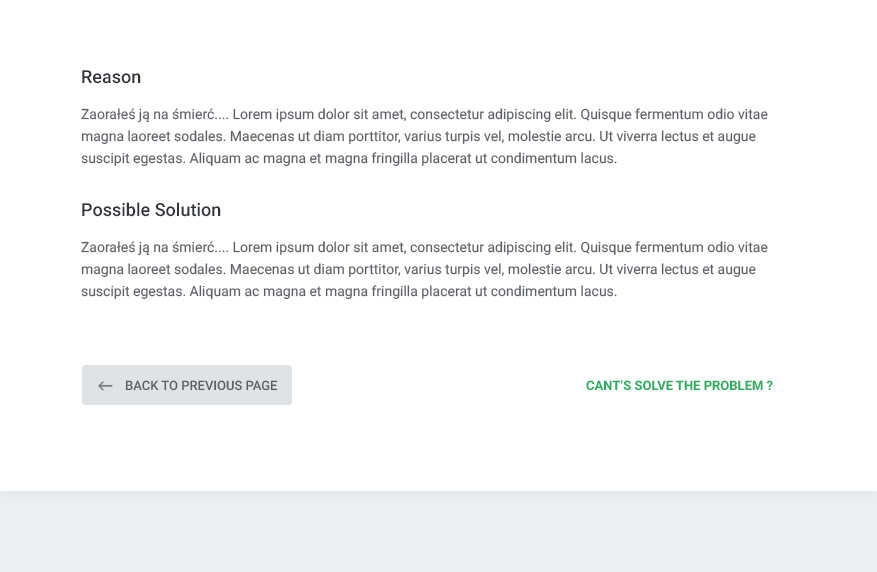 Reason
Zaorałeś ją na śmierć.... Lorem ipsum dolor sit amet, consectetur adipiscing elit. Quisque fermentum odio vitae
magna laoreet sodales. Maecenas ut diam porttitor, varius turpis vel, molestie arcu. Ut viverra lectus et augue
suscipit egestas. Aliquam ac magna et magna fringilla placerat ut condimentum lacus.
Possible Solution
Zaorałeś ją na śmierć.... Lorem ipsum dolor sit amet, consectetur adipiscing elit. Quisque fermentum odio vitae
magna laoreet sodales. Maecenas ut diam porttitor, varius turpis vel, molestie arcu. Ut viverra lectus et augue
suscipit egestas. Aliquam ac magna et magna fringilla placerat ut condimentum lacus.
← BACK TO PREVIOUS PAGE
CANT’S SOLVE THE PROBLEM ?